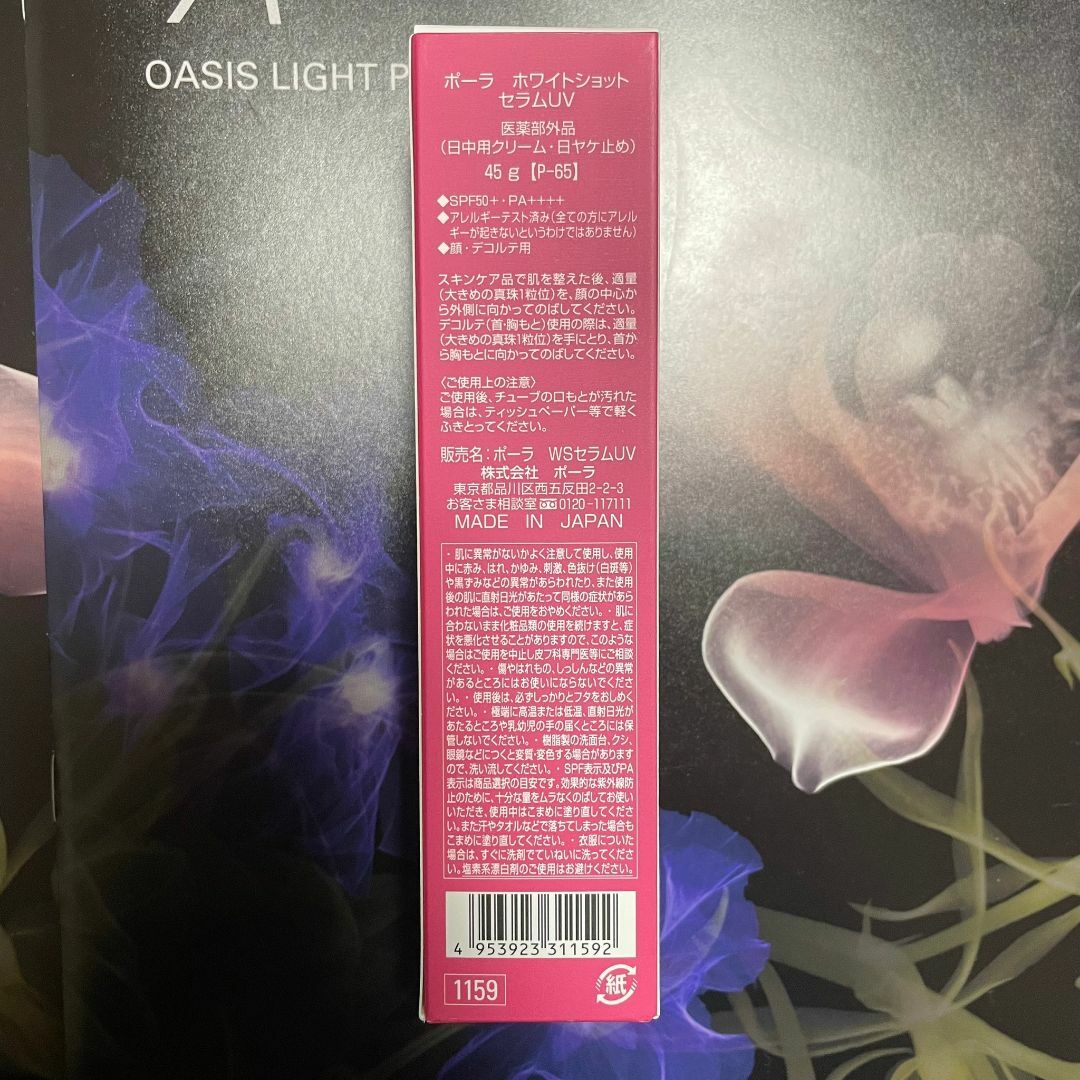 OASIS LIGHT P
ポーラ　ホワイトショット
セラムUV
医薬部外品
（日中用クリーム・日ヤケ止め）
45 g【P-65】
◆SPF50+・PA++++
◆アレルギーテスト済み（全ての方にアレル
ギーが起きないというわけではありません）
◆顔・デコルテ用
スキンケア品で肌を整えた後、適量
（大きめの真珠1粒位）を、顔の中心か
ら外側に向かってのばしてください。
デコルテ（首・胸もと）使用の際は、適量
（大きめの真珠1粒位）を手にとり、首か
ら胸もとに向かってのばしてください。
〈ご使用上の注意〉
ご使用後、チューブの口もとが汚れた
場合は、ティッシュペーパー等で軽く
ふきとってください。
販売名：ポーラ　WSセラムUV
株式会社　ポーラ
東京都品川区西五反田2-2-3
お客さま相談室 0120-117111
MADE IN JAPAN
・肌に異常がないかよく注意して使用し、使用
中に赤み、はれ、かゆみ、刺激、色抜け（白斑等）
や黒ずみなどの異常があらわれたり、また使用
後の肌に直射日光があたって同様の症状があら
われた場合は、ご使用をおやめください。・肌に
合わないまま化粧品類の使用を続けますと、症
状を悪化させることがありますので、このような
場合はご使用を中止し皮フ科専門医等にご相談
ください。・傷やはれもの、しっしんなどの異常
があるところにはお使いにならないでくださ
い。・使用後は、必ずしっかりとフタをおしめく
ださい。・極端に高温または低温、直射日光が
あたるところや乳幼児の手の届くところには保
管しないでください。・樹脂製の洗面台、クシ、
眼鏡などにつくと変質・変色する場合があります
ので、洗い流してください。・SPF表示及びPA
表示は商品選択の目安です。効果的な紫外線防
止のために、十分な量をムラなくのばしてお使い
いただき、使用中はこまめに塗り直してくださ
い。また汗やタオルなどで落ちてしまった場合も
こまめに塗り直してください。・衣服についた
場合は、すぐに洗剤でていねいに洗ってくださ
い。塩素系漂白剤のご使用はお避けください。
4 953923 311592
1159
紙